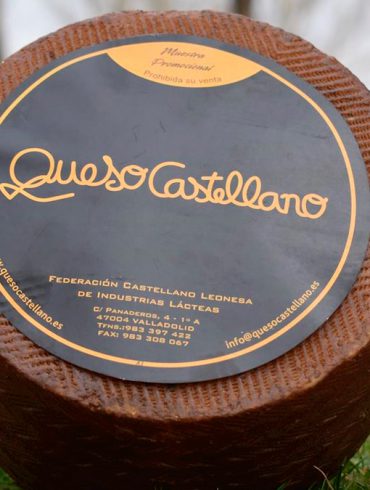 Muestra
Promocional
Prohibida su venta
Queso Castellano
Federación Castellano Leonesa
de Industrias Lácteas
C/ Panaderos, 4 - 1º A
47004 VALLADOLID
Tfns.:983 397 422
Fax: 983 308 067
www.quesocastellano.es
info@quesocastellano.es